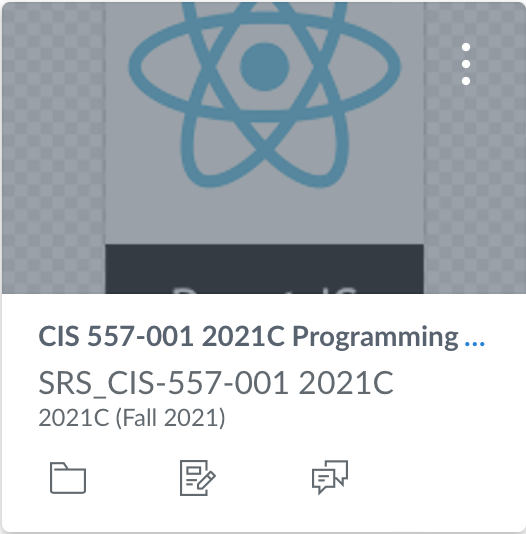 CIS 557-001 2021C Programming ...
SRS_CIS-557-001 2021C
2021C (Fall 2021)